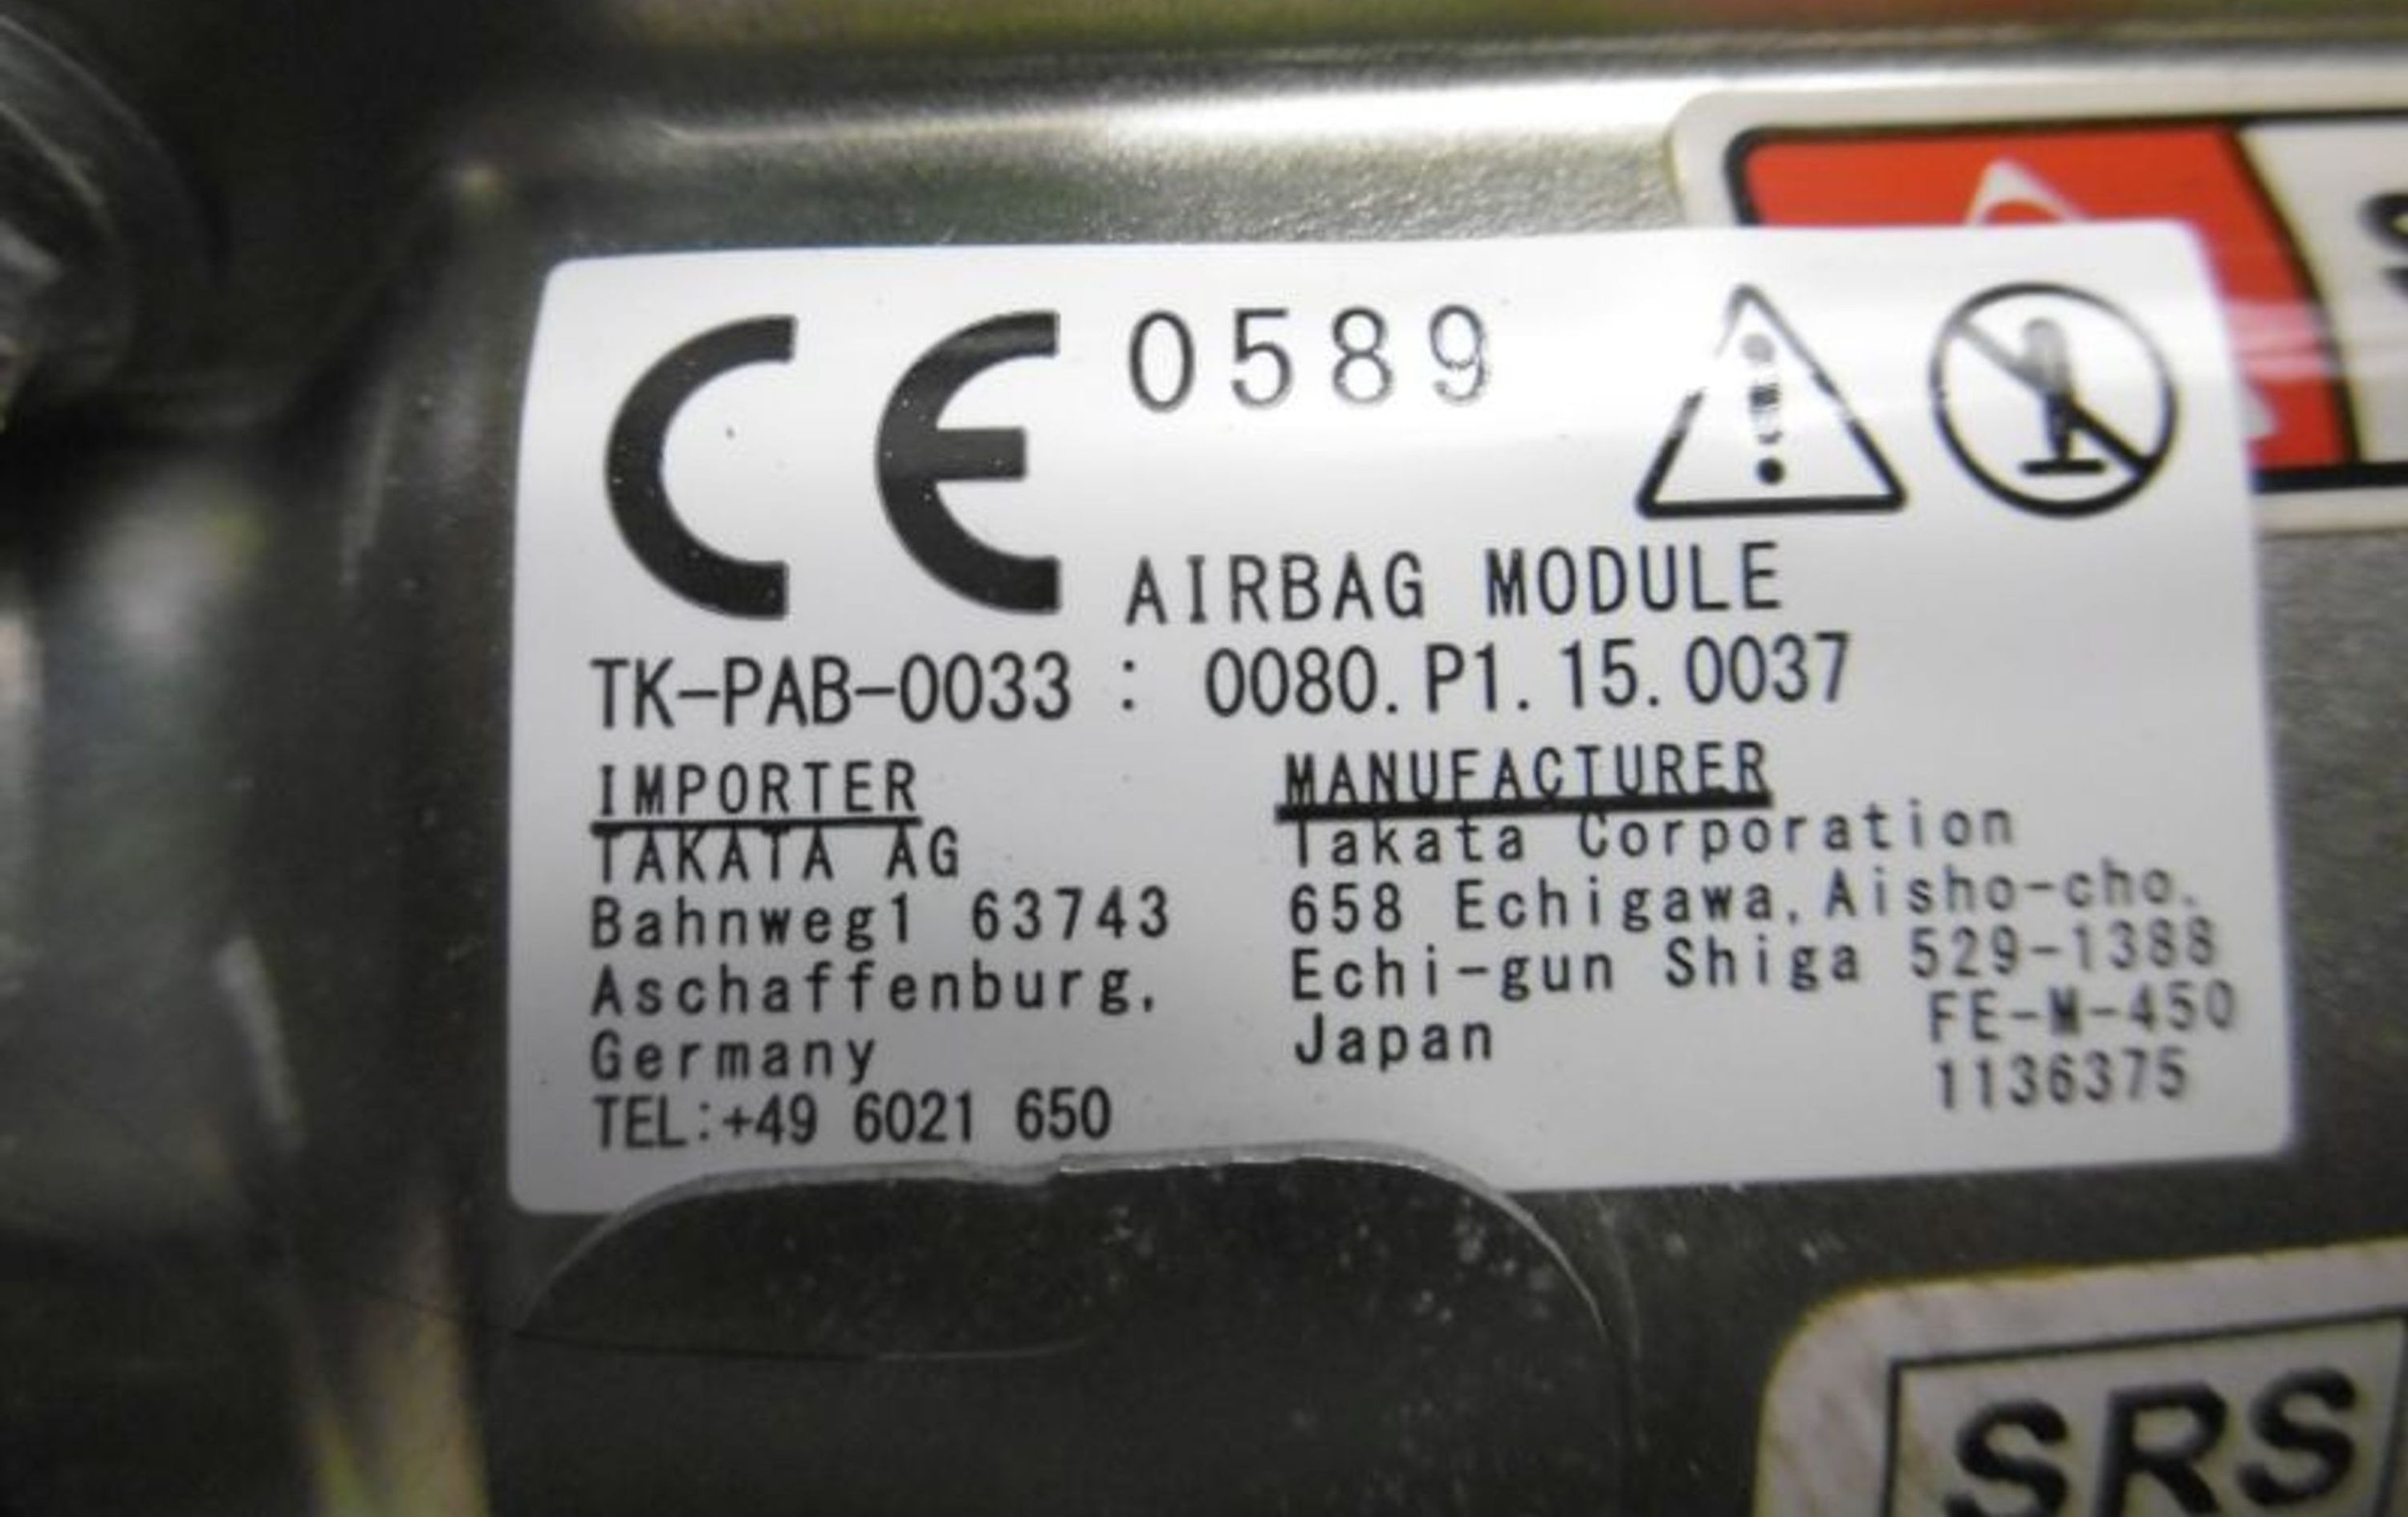 CE 0589
AIRBAG MODULE
TK-PAB-0033 : 0080.P1.15.0037
IMPORTER
TAKATA AG
Bahnweg1 63743
Aschaffenburg,
Germany
TEL:+49 6021 650
MANUFACTURER
Takata Corporation
658 Echigawa,Aisho-cho,
Echi-gun Shiga 529-1388
Japan
FE-M-450
1136375
SRS